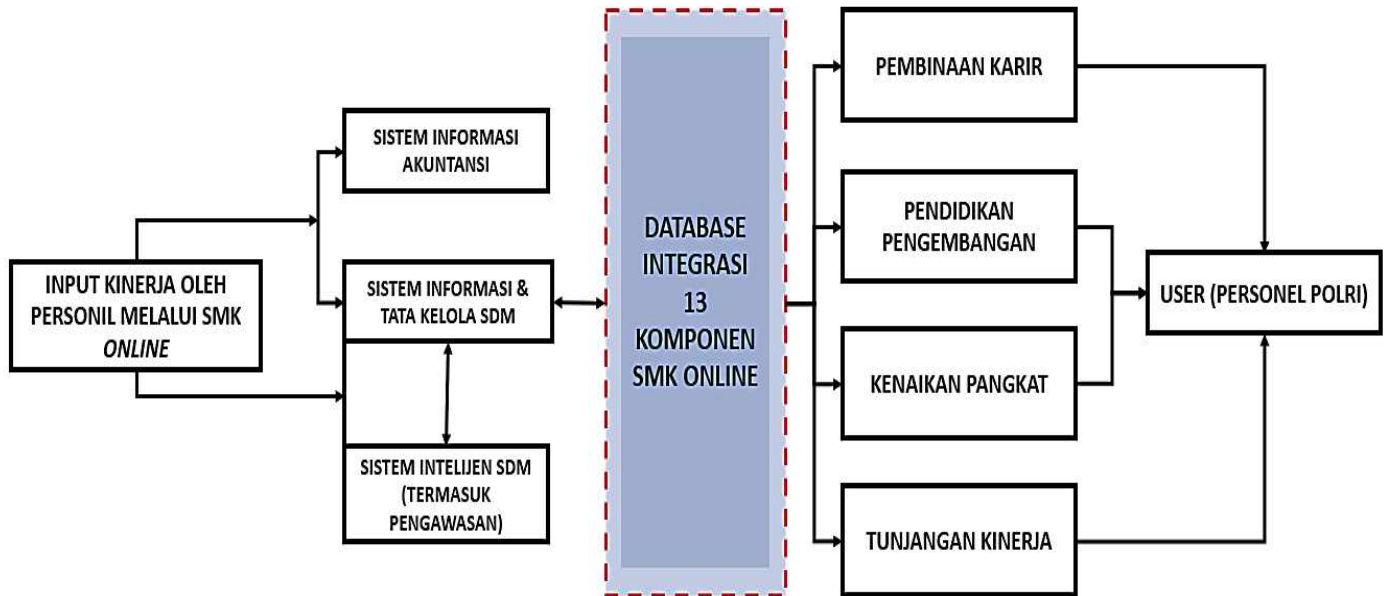 INPUT KINERJA OLEH
PERSONIL MELALUI SMK
ONLINE
SISTEM INFORMASI
AKUNTANSI
SISTEM INFORMASI &
TATA KELOLA SDM
SISTEM INTELIJEN SDM
(TERMASUK
PENGAWASAN)
DATABASE
INTEGRASI
13
KOMPONEN
SMK ONLINE
PEMBINAAN KARIR
PENDIDIKAN
PENGEMBANGAN
KENAIKAN PANGKAT
TUNJANGAN KINERJA
USER (PERSONEL POLRI)